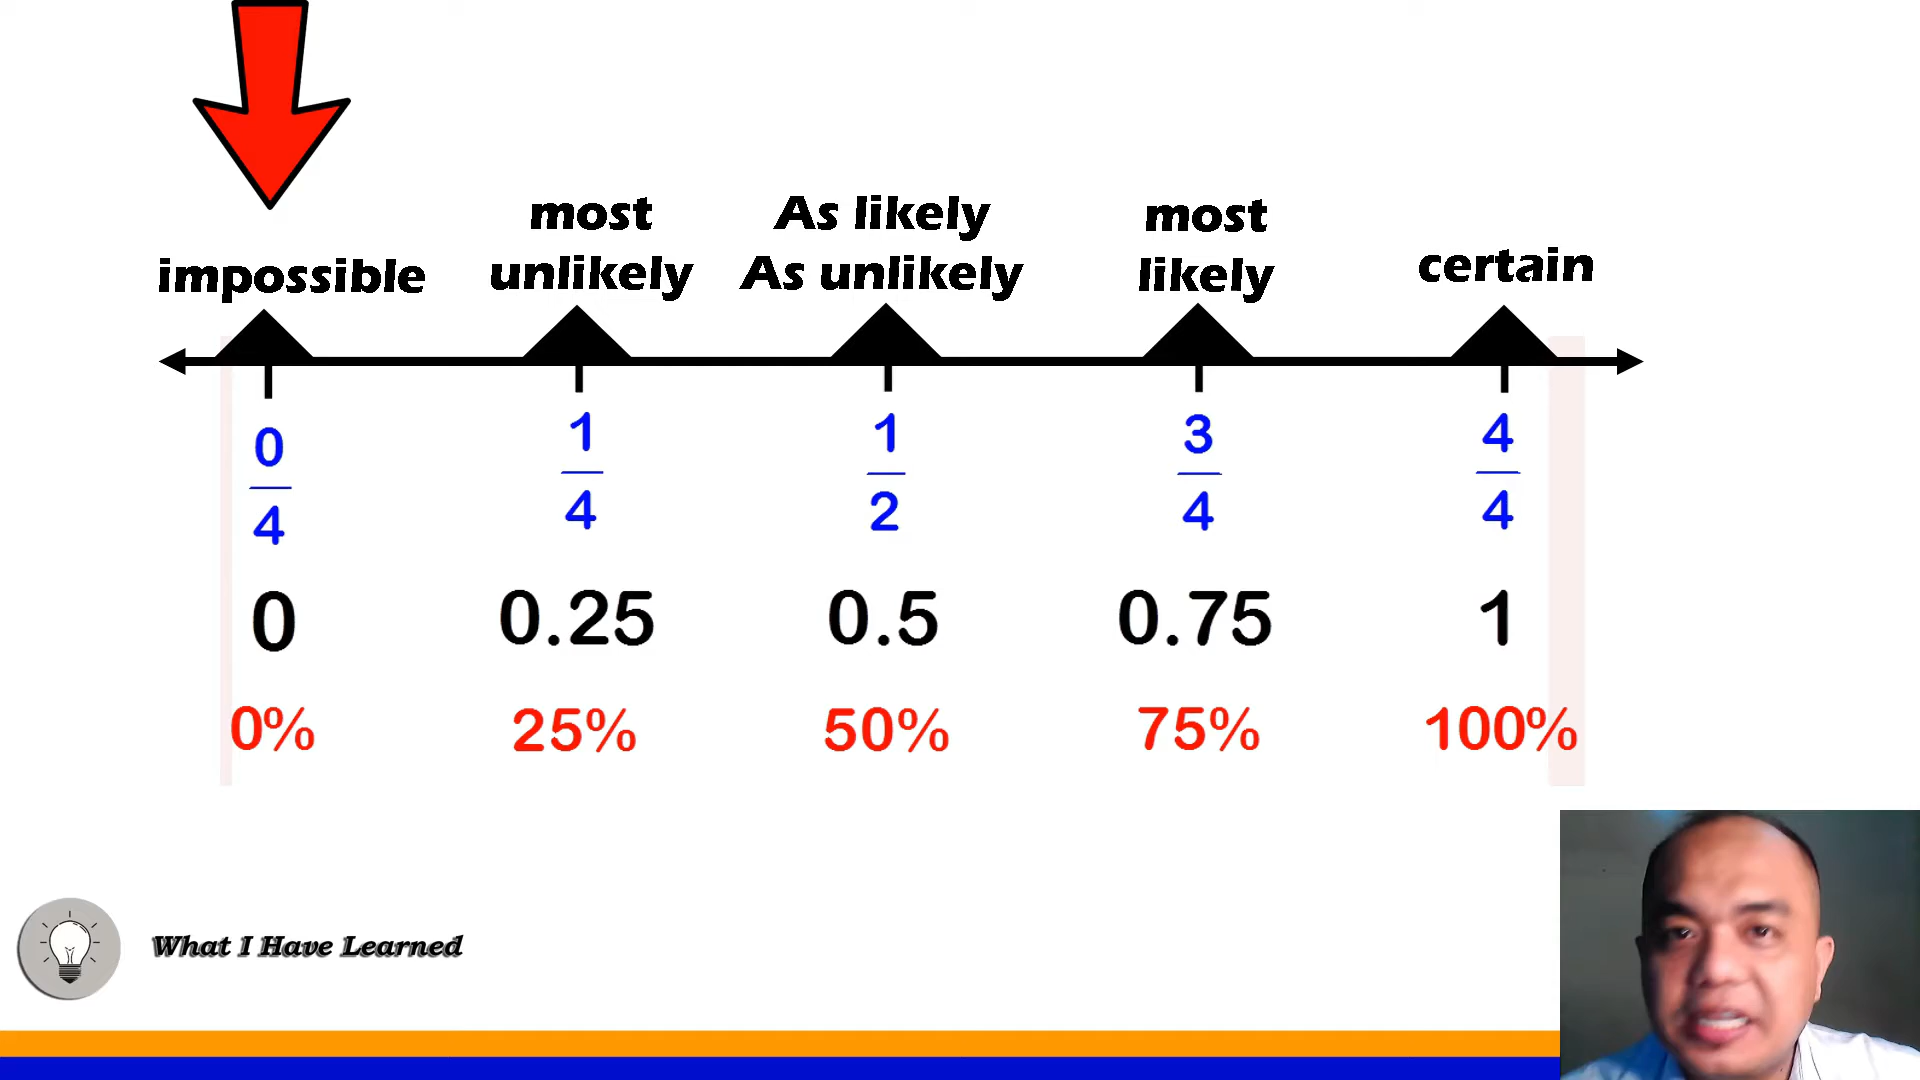 most As likely most
impossible unlikely As unlikely likely certain
0/4 1/4 1/2 3/4 4/4
0 0.25 0.5 0.75 1
0% 25% 50% 75% 100%
What I Have Learned